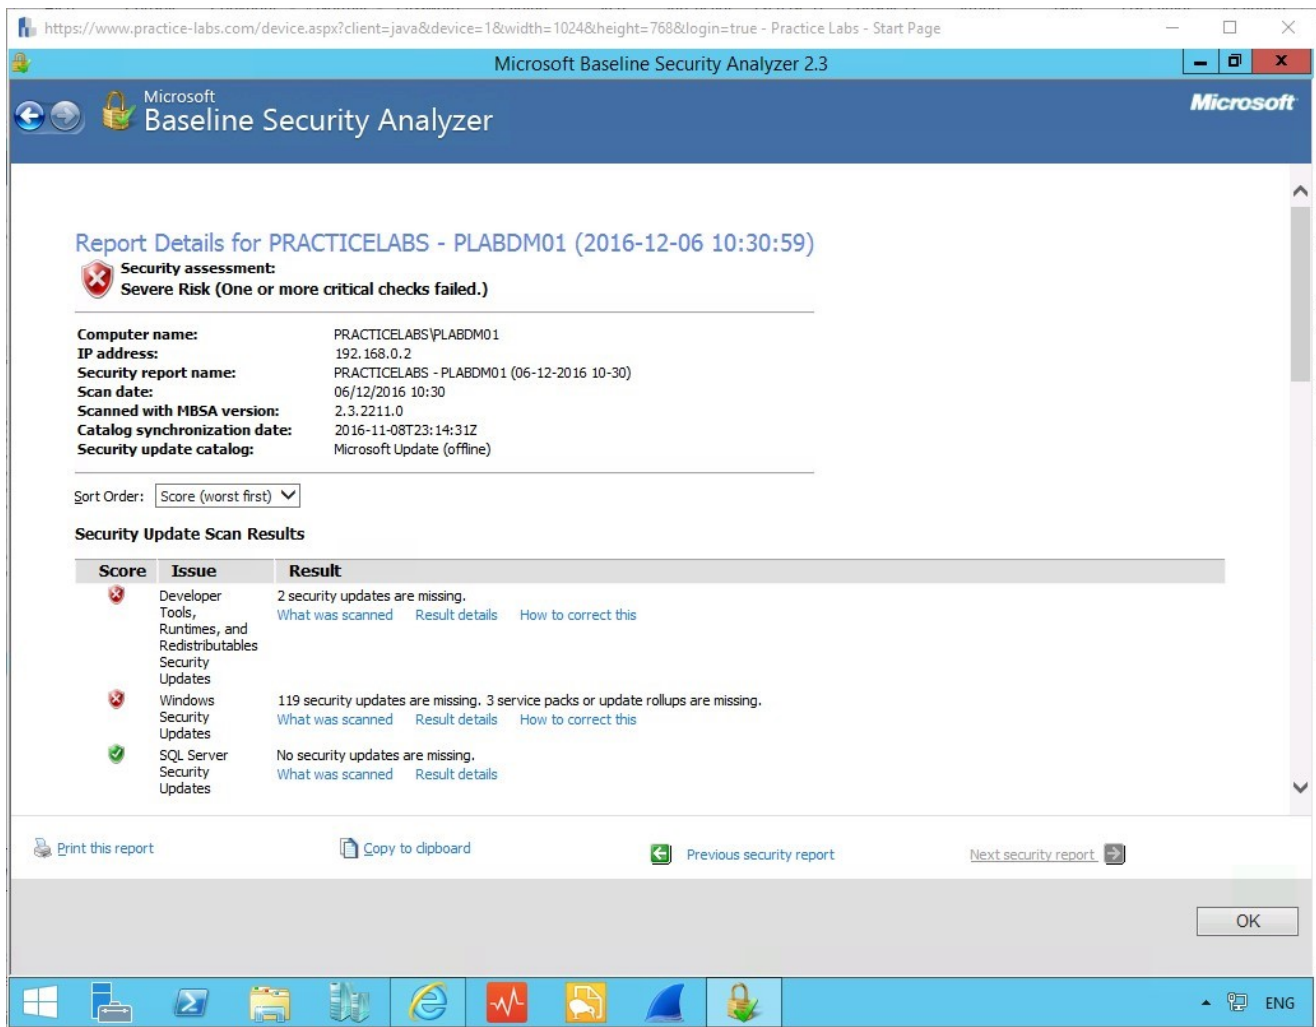 https://www.practice-labs.com/device.aspx?client=java&device=1&width=1024&height=768&login=true - Practice Labs - Start Page
Microsoft Baseline Security Analyzer 2.3
Microsoft
Baseline Security Analyzer
Microsoft
Report Details for PRACTICELABS - PLABDM01 (2016-12-06 10:30:59)
Security assessment:
Severe Risk (One or more critical checks failed.)
Computer name: PRACTICELABS\PLABDM01
IP address: 192.168.0.2
Security report name: PRACTICELABS - PLABDM01 (06-12-2016 10-30)
Scan date: 06/12/2016 10:30
Scanned with MBSA version: 2.3.2211.0
Catalog synchronization date: 2016-11-08T23:14:31Z
Security update catalog: Microsoft Update (offline)
Sort Order: Score (worst first)
Security Update Scan Results
Score Issue Result
Developer 2 security updates are missing.
Tools, What was scanned Result details How to correct this
Runtimes, and
Redistributables
Security
Updates
Windows 119 security updates are missing. 3 service packs or update rollups are missing.
Security What was scanned Result details How to correct this
Updates
SQL Server No security updates are missing.
Security What was scanned Result details
Updates
Print this report Copy to clipboard Previous security report Next security report
OK
ENG